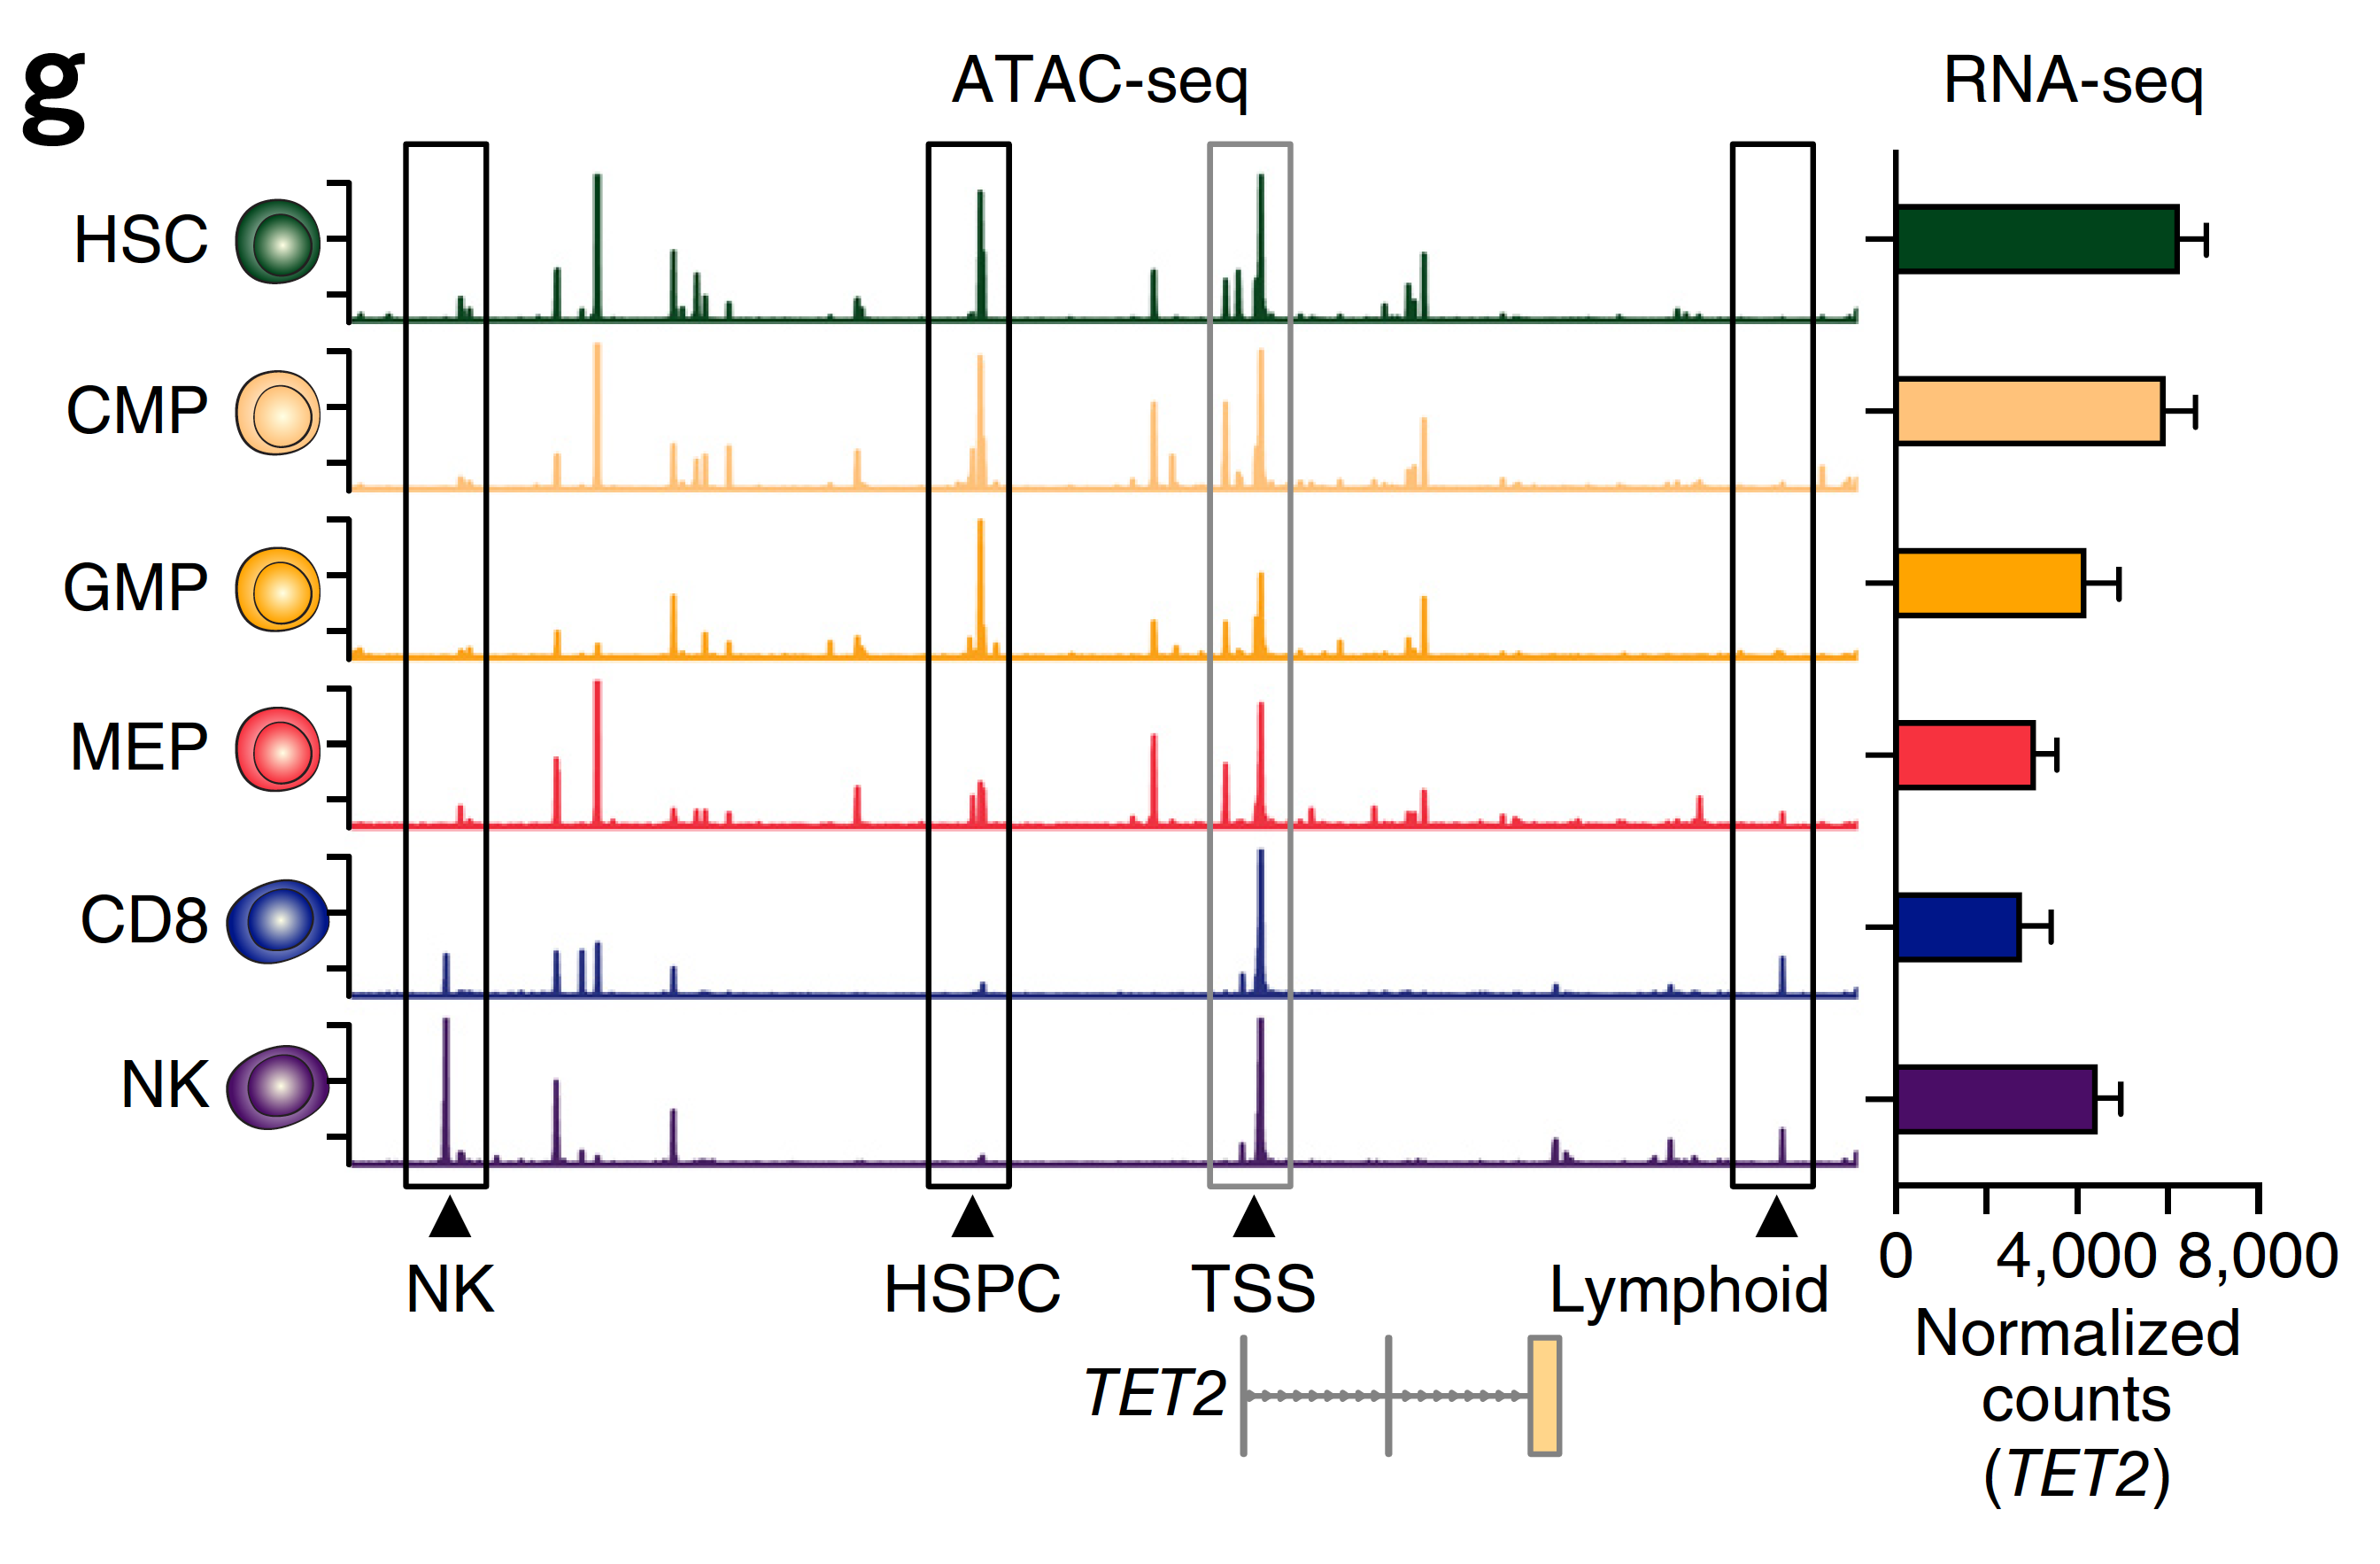 g
ATAC-seq
RNA-seq
HSC
CMP
GMP
MEP
CD8
NK
NK
HSPC
TSS
Lymphoid
TET2
0
4,000
8,000
Normalized
counts
(TET2)